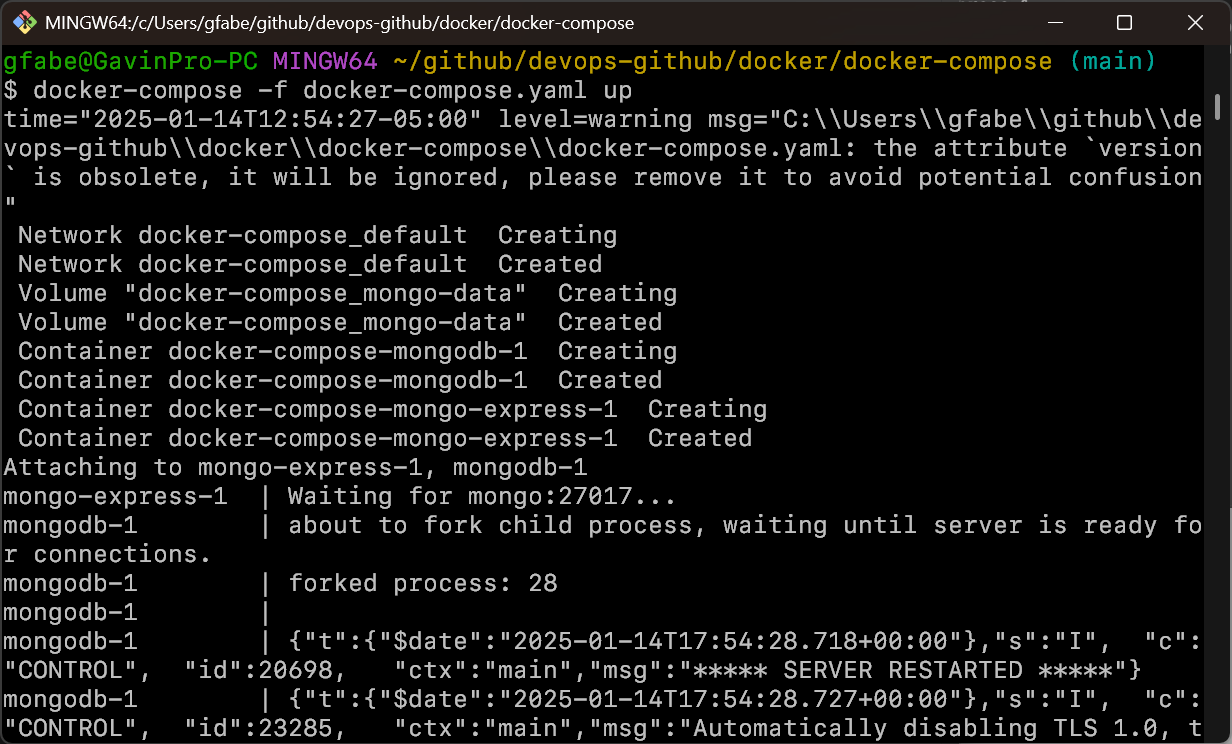 MINGW64:/c/Users/gfabe/github/devops-github/docker/docker-compose
gfabe@GavinPro-PC MINGW64 ~/github/devops-github/docker/docker-compose (main)
$ docker-compose -f docker-compose.yaml up
time="2025-01-14T12:54:27-05:00" level=warning msg="C:\\Users\\gfabe\\github\\de
vops-github\\docker\\docker-compose\\docker-compose.yaml: the attribute `version
` is obsolete, it will be ignored, please remove it to avoid potential confusion
"
 Network docker-compose_default  Creating
 Network docker-compose_default  Created
 Volume "docker-compose_mongo-data"  Creating
 Volume "docker-compose_mongo-data"  Created
 Container docker-compose-mongodb-1  Creating
 Container docker-compose-mongodb-1  Created
 Container docker-compose-mongo-express-1  Creating
 Container docker-compose-mongo-express-1  Created
Attaching to mongo-express-1, mongodb-1
mongo-express-1  | Waiting for mongo:27017...
mongodb-1        | about to fork child process, waiting until server is ready fo
r connections.
mongodb-1        | forked process: 28
mongodb-1        |
mongodb-1        | {"t":{"$date":"2025-01-14T17:54:28.718+00:00"},"s":"I",  "c":
"CONTROL",  "id":20698,   "ctx":"main","msg":"***** SERVER RESTARTED *****"}
mongodb-1        | {"t":{"$date":"2025-01-14T17:54:28.727+00:00"},"s":"I",  "c":
"CONTROL",  "id":23285,   "ctx":"main","msg":"Automatically disabling TLS 1.0, t